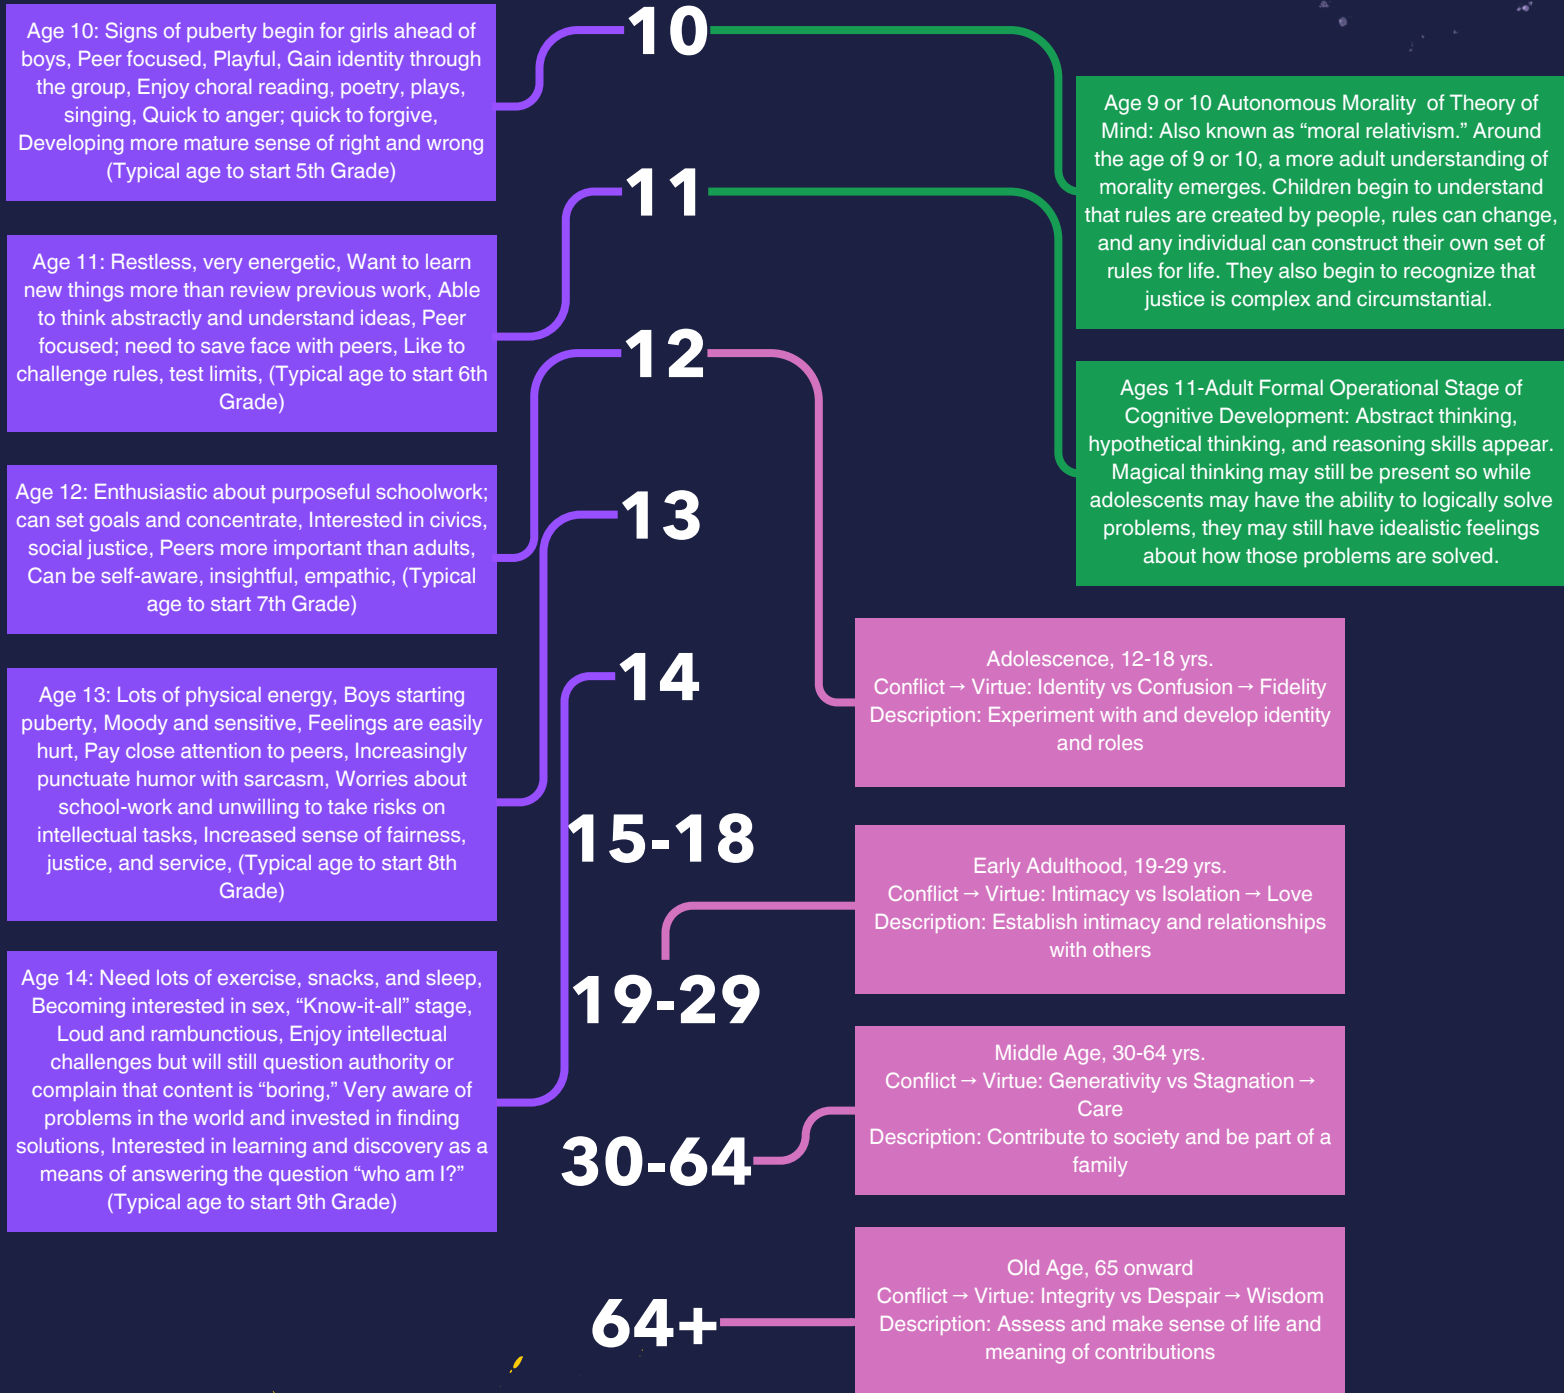 10
Age 10: Signs of puberty begin for girls ahead of
boys, Peer focused, Playful, Gain identity through
the group, Enjoy choral reading, poetry, plays,
singing, Quick to anger; quick to forgive,
Developing more mature sense of right and wrong
(Typical age to start 5th Grade)
Age 9 or 10 Autonomous Morality of Theory of
Mind: Also known as “moral relativism.” Around
the age of 9 or 10, a more adult understanding of
morality emerges. Children begin to understand
that rules are created by people, rules can change,
and any individual can construct their own set of
rules for life. They also begin to recognize that
justice is complex and circumstantial.
11
Age 11: Restless, very energetic, Want to learn
new things more than review previous work, Able
to think abstractly and understand ideas, Peer
focused; need to save face with peers, Like to
challenge rules, test limits, (Typical age to start 6th
Grade)
Ages 11-Adult Formal Operational Stage of
Cognitive Development: Abstract thinking,
hypothetical thinking, and reasoning skills appear.
Magical thinking may still be present so while
adolescents may have the ability to logically solve
problems, they may still have idealistic feelings
about how those problems are solved.
12
Age 12: Enthusiastic about purposeful schoolwork;
can set goals and concentrate, Interested in civics,
social justice, Peers more important than adults,
Can be self-aware, insightful, empathic, (Typical
age to start 7th Grade)
Adolescence, 12-18 yrs.
Conflict → Virtue: Identity vs Confusion → Fidelity
Description: Experiment with and develop identity
and roles
13
Age 13: Lots of physical energy, Boys starting
puberty, Moody and sensitive, Feelings are easily
hurt, Pay close attention to peers, Increasingly
punctuate humor with sarcasm, Worries about
school-work and unwilling to take risks on
intellectual tasks, Increased sense of fairness,
justice, and service, (Typical age to start 8th
Grade)
14
Age 14: Need lots of exercise, snacks, and sleep,
Becoming interested in sex, “Know-it-all” stage,
Loud and rambunctious, Enjoy intellectual
challenges but will still question authority or
complain that content is “boring,” Very aware of
problems in the world and invested in finding
solutions, Interested in learning and discovery as a
means of answering the question “who am I?”
(Typical age to start 9th Grade)
15-18
19-29
Early Adulthood, 19-29 yrs.
Conflict → Virtue: Intimacy vs Isolation → Love
Description: Establish intimacy and relationships
with others
30-64
Middle Age, 30-64 yrs.
Conflict → Virtue: Generativity vs Stagnation →
Care
Description: Contribute to society and be part of a
family
64+
Old Age, 65 onward
Conflict → Virtue: Integrity vs Despair → Wisdom
Description: Assess and make sense of life and
meaning of contributions